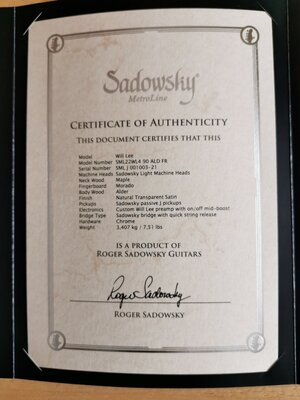 Sadowsky
MetroLine
CERTIFICATE OF AUTHENTICITY
THIS DOCUMENT CERTIFIES THAT THIS
Model Will Lee
Model Number SML22WL4 90 ALD FR
Serial Number SML J 001003-21
Machine Heads Sadowsky Light Machine Heads
Neck Wood Maple
Fingerboard Morado
Body Wood Alder
Finish Natural Transparent Satin
Pickups Sadowsky passive J pickups
Electronics Custom Will Lee preamp with on/off mid-boost
Bridge Type Sadowsky bridge with quick string release
Hardware Chrome
Weight 3,407 kg / 7,51 lbs
IS A PRODUCT OF
ROGER SADOWSKY GUITARS
Roger Sadowsky
ROGER SADOWSKY